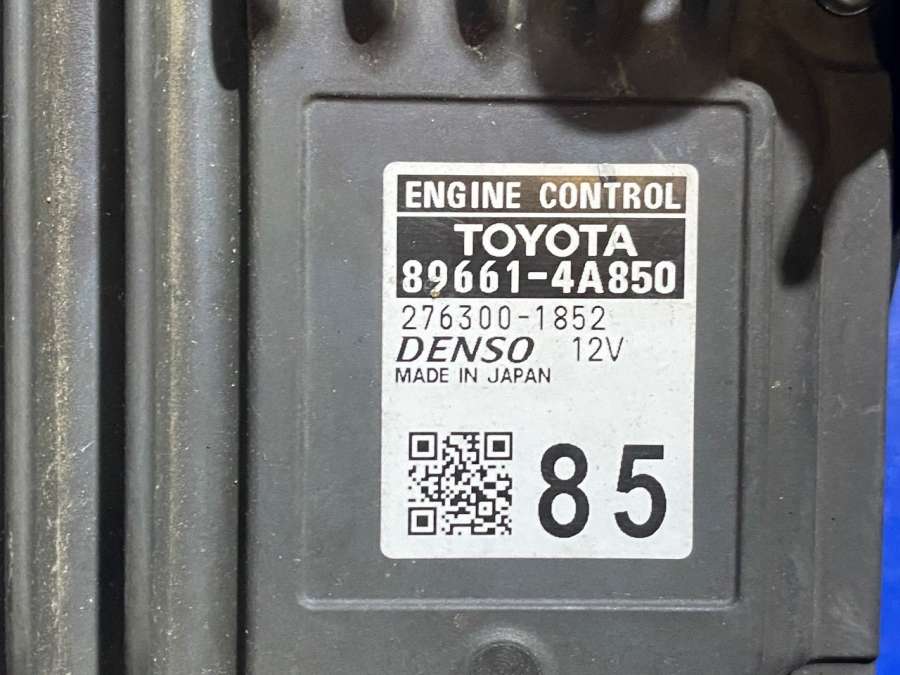 ENGINE CONTROL
TOYOTA
89661-4A850
276300-1852
DENSO 12V
MADE IN JAPAN
85